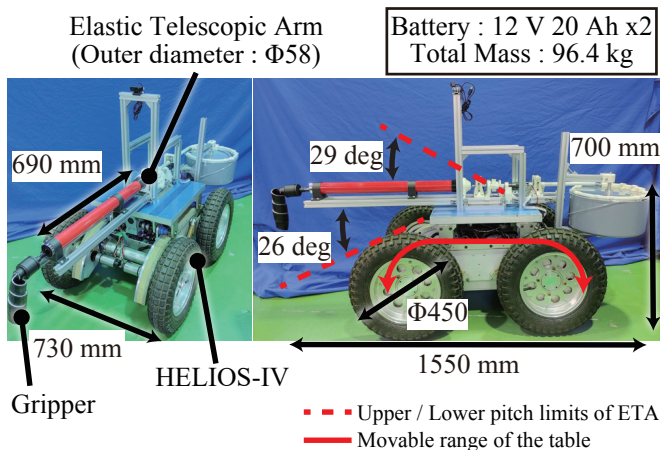 Elastic Telescopic Arm
(Outer diameter : Φ58)
Battery : 12 V 20 Ah x2
Total Mass : 96.4 kg
690 mm
29 deg
700 mm
26 deg
Φ450
730 mm
1550 mm
HELIOS-IV
Gripper
Upper / Lower pitch limits of ETA
Movable range of the table